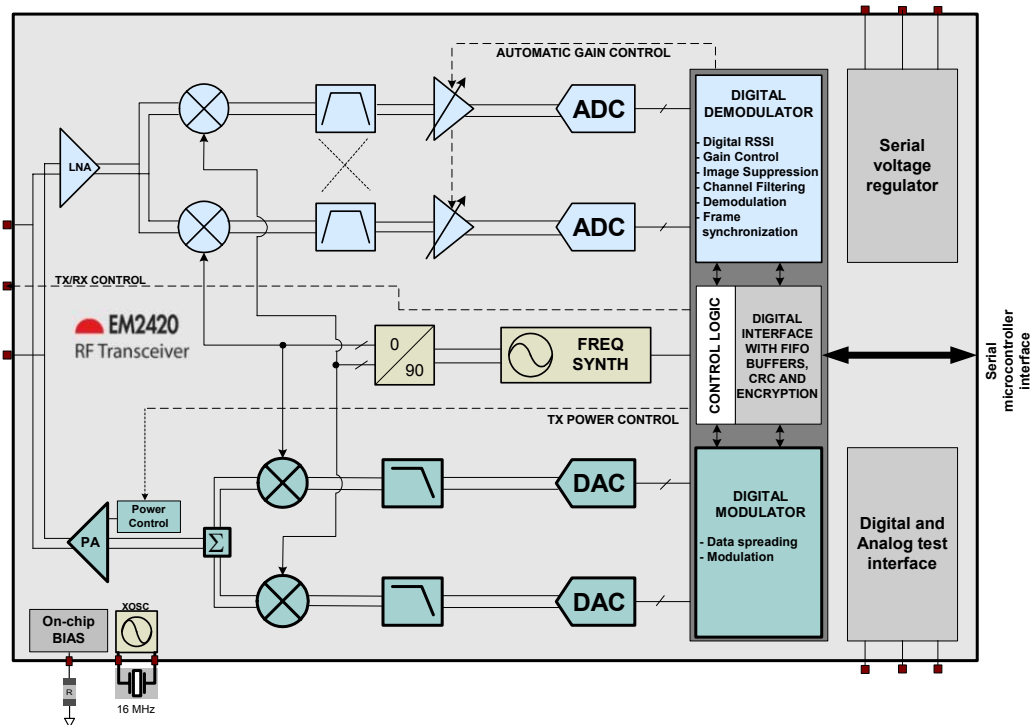 AUTOMATIC GAIN CONTROL
LNA
ADC
ADC
DIGITAL
DEMODULATOR
- Digital RSSI
- Gain Control
- Image Suppression
- Channel Filtering
- Demodulation
- Frame
synchronization
Serial
voltage
regulator
TX/RX CONTROL
EM2420
RF Transceiver
0
90
FREQ
SYNTH
CONTROL LOGIC
DIGITAL
INTERFACE
WITH FIFO
BUFFERS,
CRC AND
ENCRYPTION
Serial
microcontroller
interface
TX POWER CONTROL
Power
Control
PA
Σ
DAC
DAC
DIGITAL
MODULATOR
- Data spreading
- Modulation
Digital and
Analog test
interface
On-chip
BIAS
XOSC
R
16 MHz